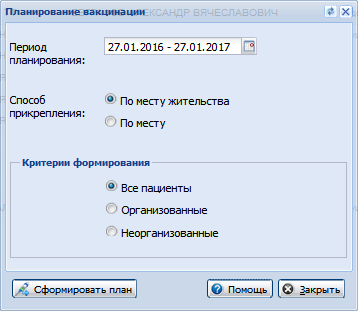 Планирование вакцинации
АЛЕКСАНДР ВЯЧЕСЛАВОВИЧ
Период
планирования:
27.01.2016 - 27.01.2017
Способ
прикрепления:
По месту жительства
По месту
Критерии формирования
Все пациенты
Организованные
Неорганизованные
Сформировать план
Помощь
Закрыть